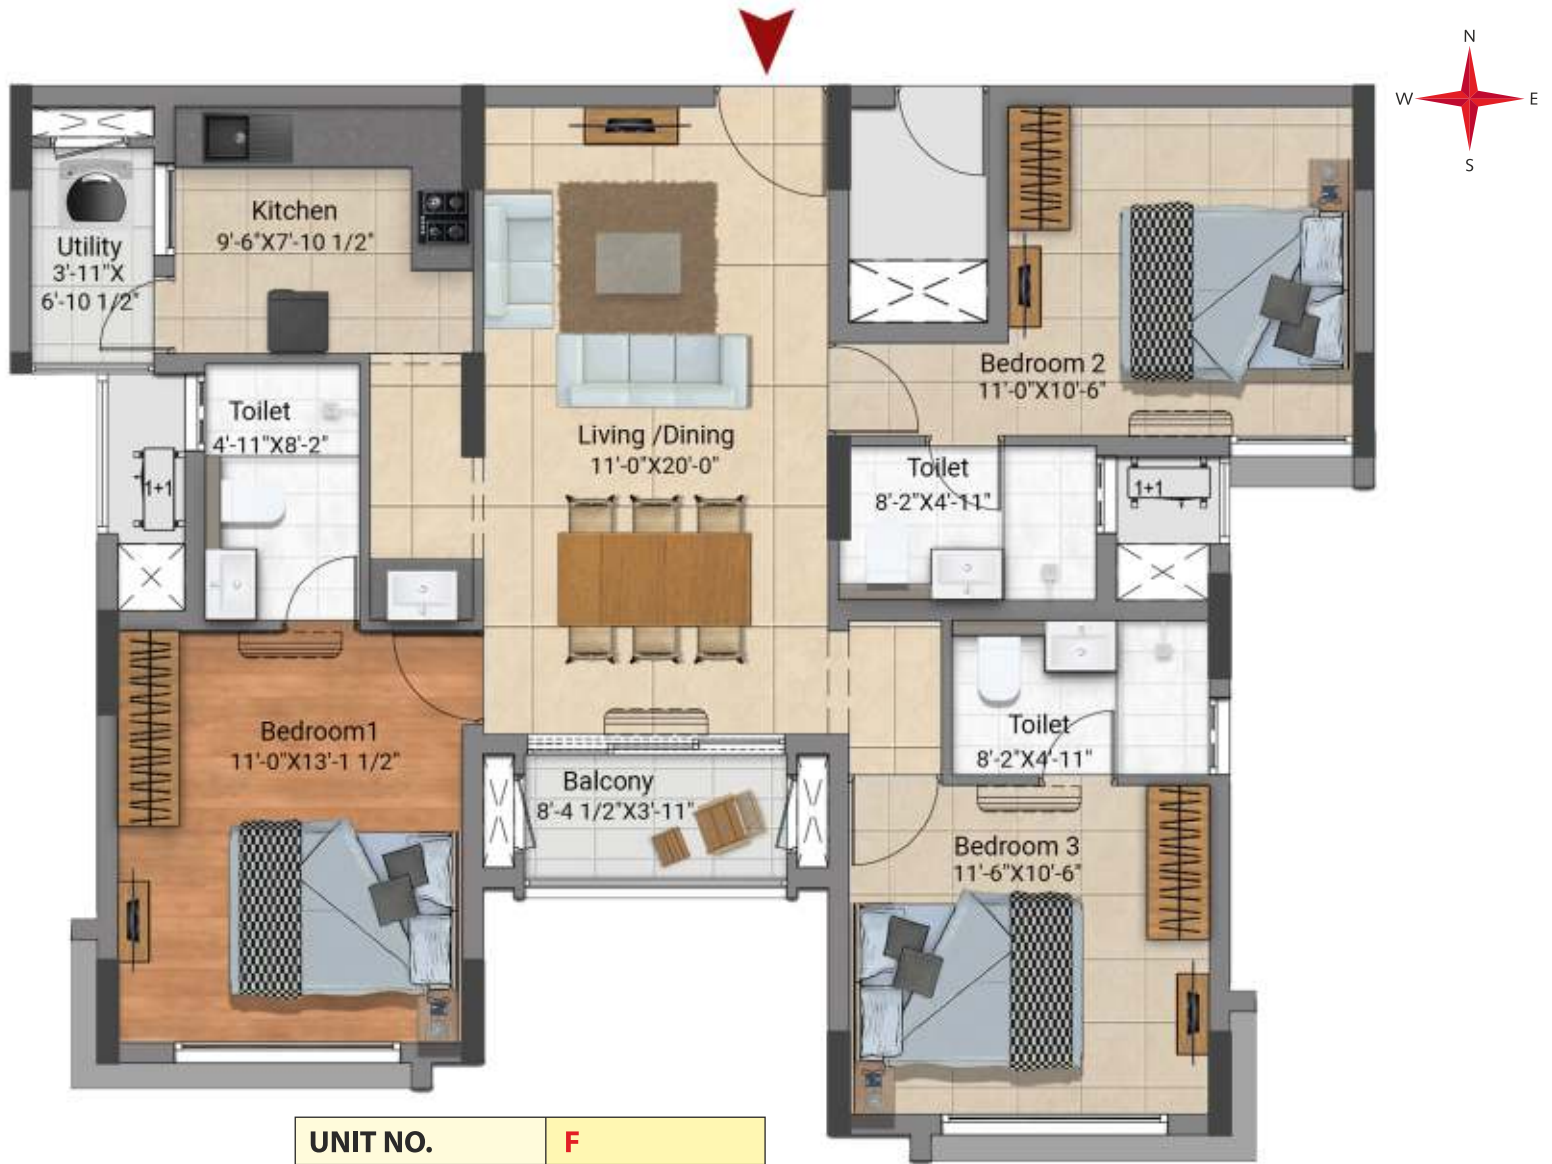 N
W E
S
Kitchen
9'-6"X7'-10 1/2"
Utility
3'-11"X
6'-10 1/2"
Bedroom 2
11'-0"X10'-6"
Toilet
4'-11"X8'-2"
Living /Dining
11'-0"X20'-0"
Toilet
8'-2"X4'-11"
1+1
1+1
Bedroom1
11'-0"X13'-1 1/2"
Toilet
8'-2"X4'-11"
Balcony
8'-4 1/2"X3'-11"
Bedroom 3
11'-6"X10'-6"
UNIT NO. F